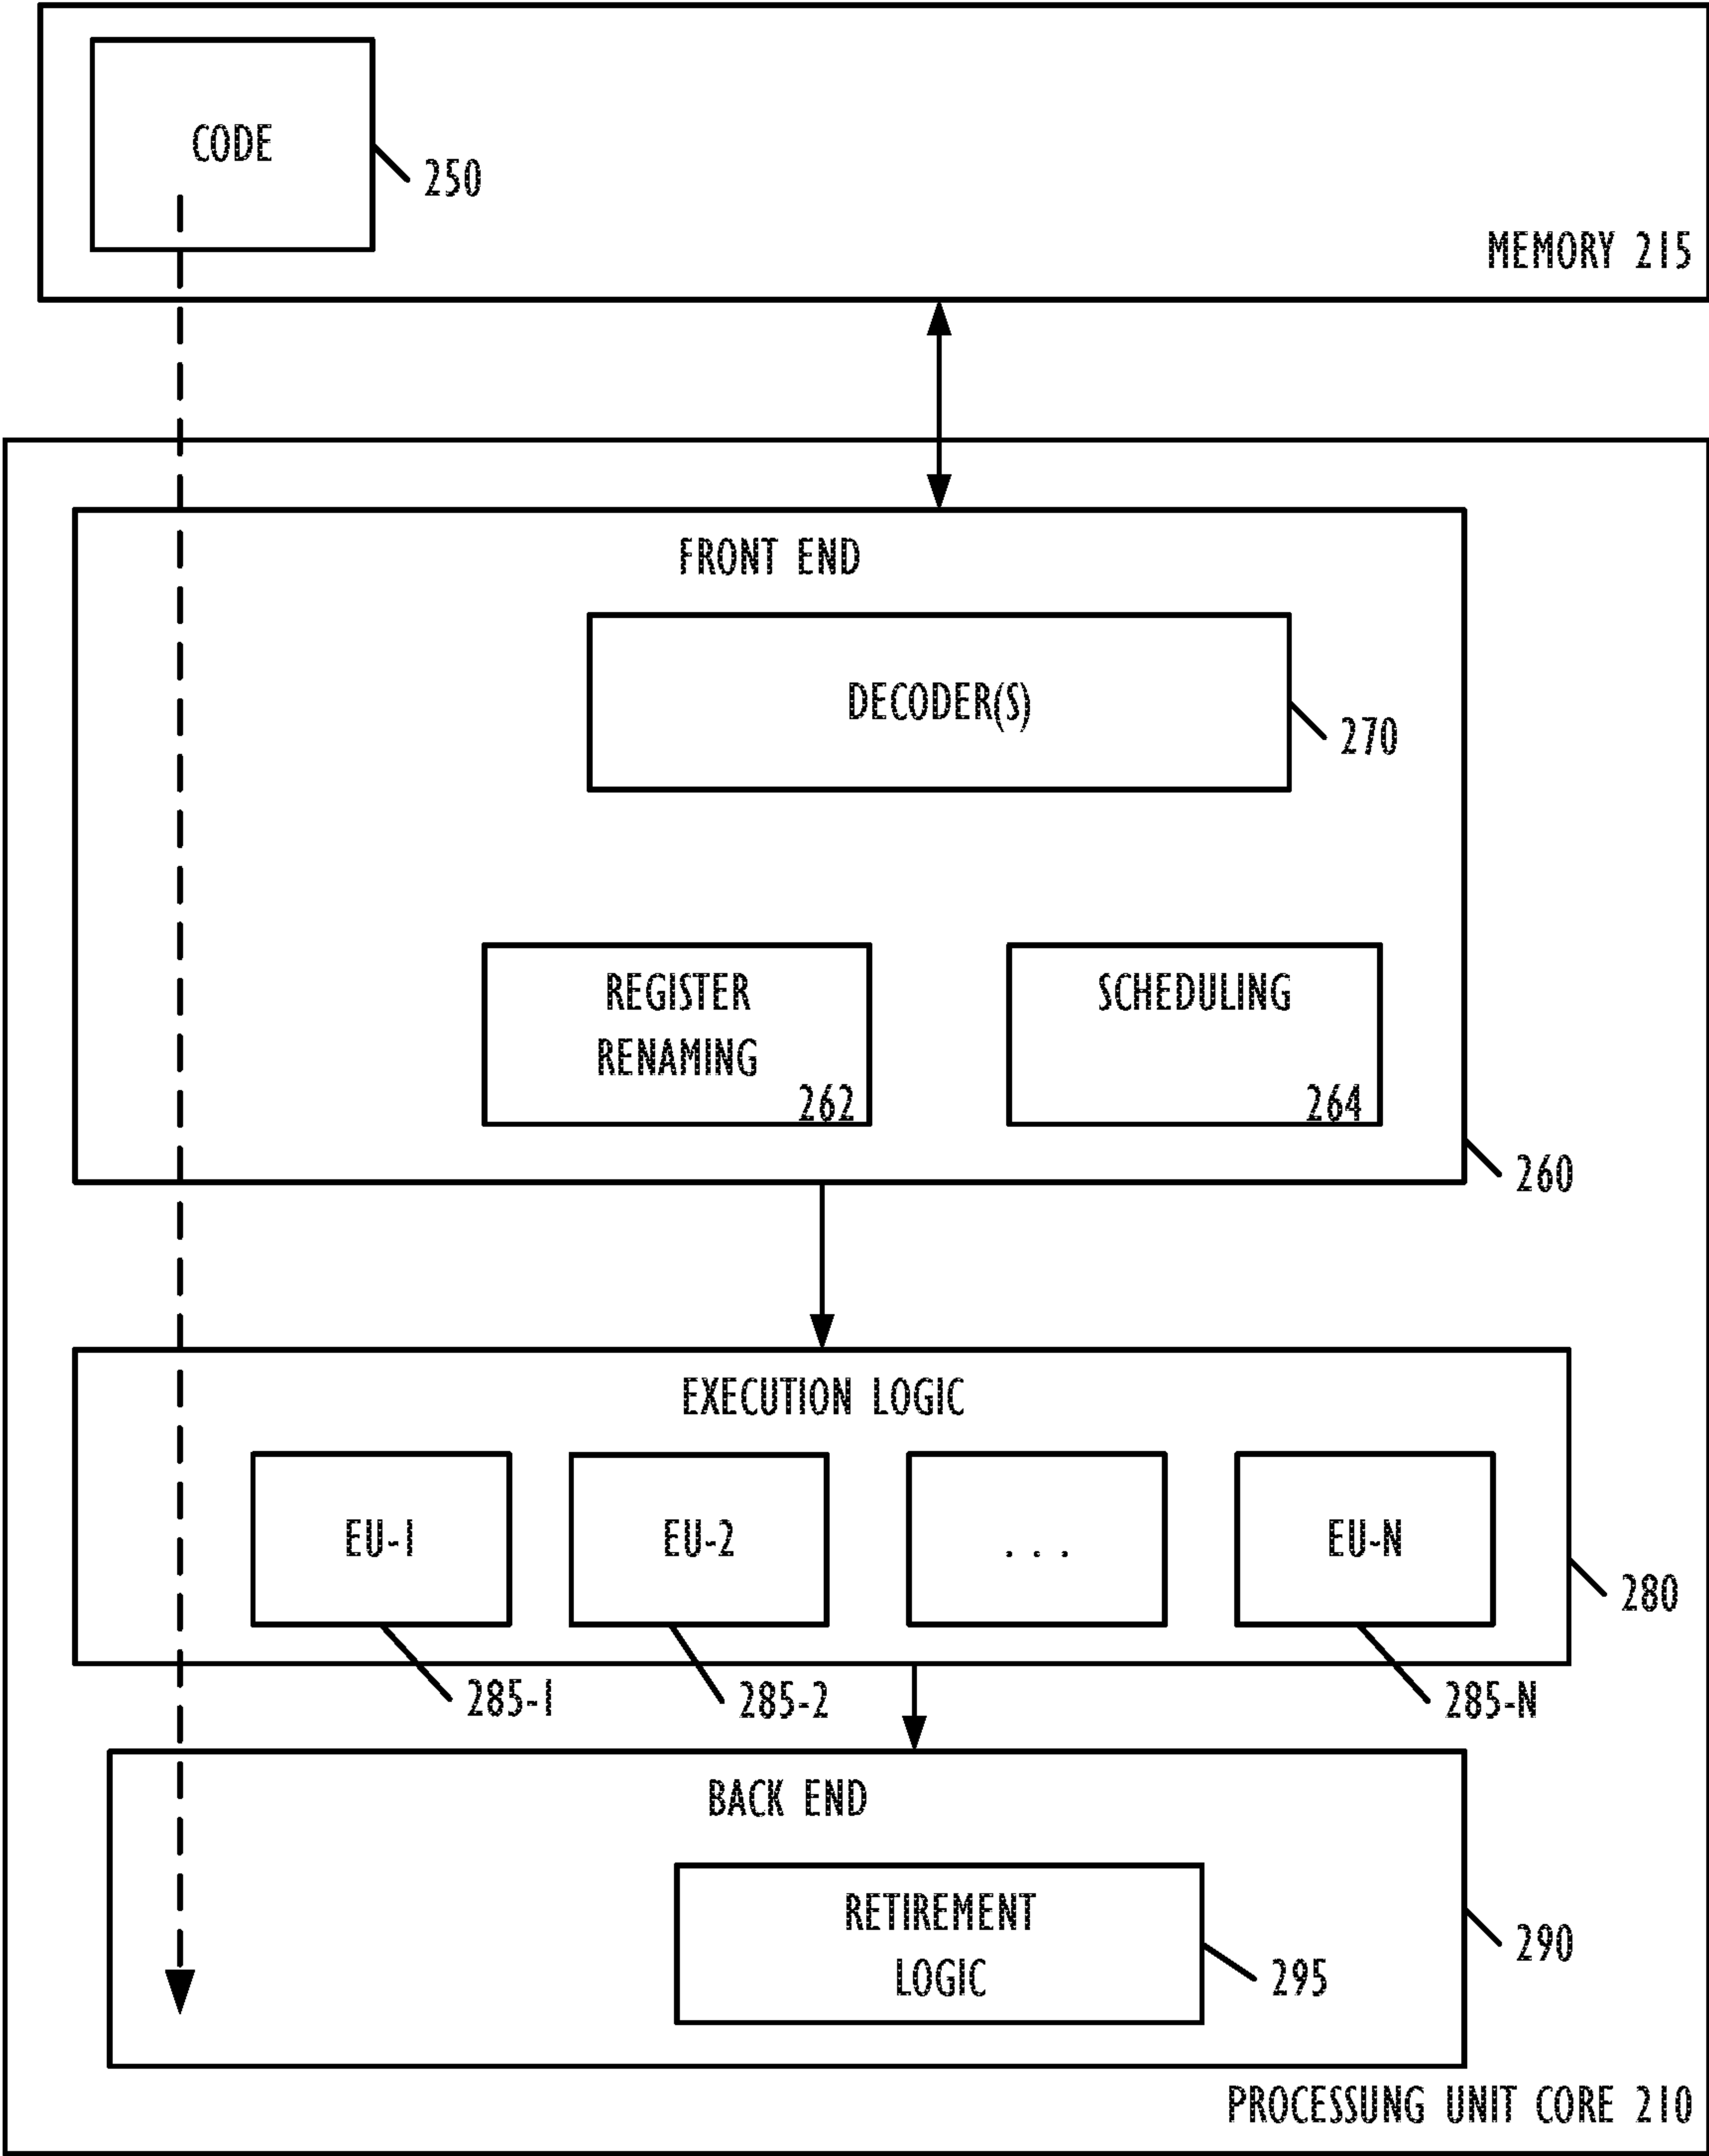 CODE
250
MEMORY 215
FRONT END
DECODER(S)
270
REGISTER
RENAMING
262
SCHEDULING
264
260
EXECUTION LOGIC
EU-1
EU-2
...
EU-N
280
285-1
285-2
285-N
BACK END
RETIREMENT
LOGIC
295
290
PROCESSUNG UNIT CORE 210